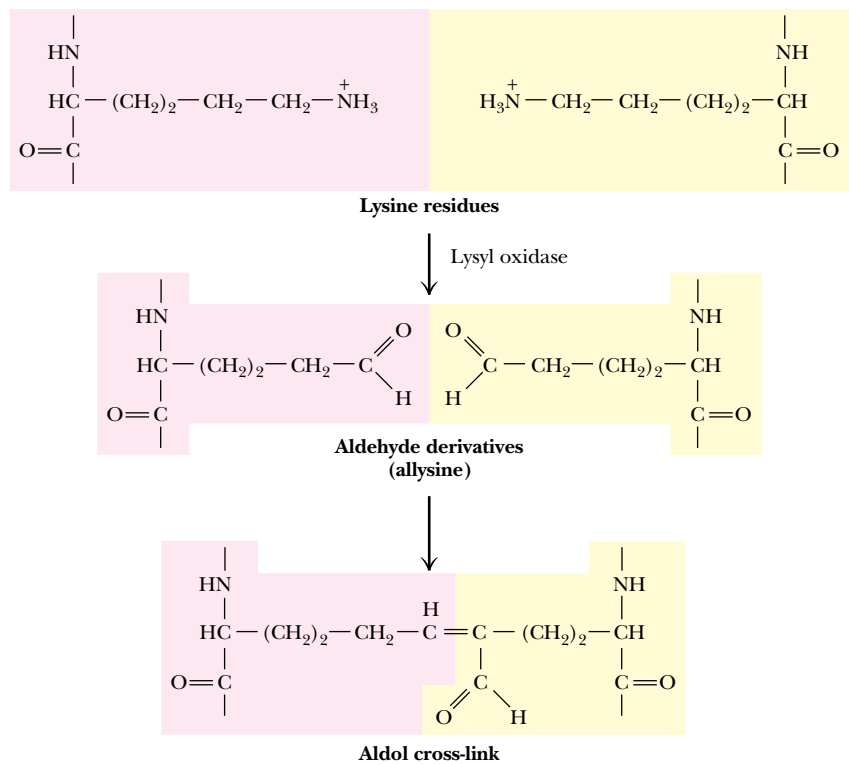 HN NH
HC—(CH₂)₂—CH₂—CH₂—N⁺H₃ H₃N⁺—CH₂—CH₂—(CH₂)₂—CH
O=C C=O
Lysine residues
Lysyl oxidase
HN O O NH
HC—(CH₂)₂—CH₂—C C—CH₂—(CH₂)₂—CH
H H
O=C C=O
Aldehyde derivatives
(allysine)
HN H NH
HC—(CH₂)₂—CH₂—C=C—(CH₂)₂—CH
O=C C C=O
O H
Aldol cross-link